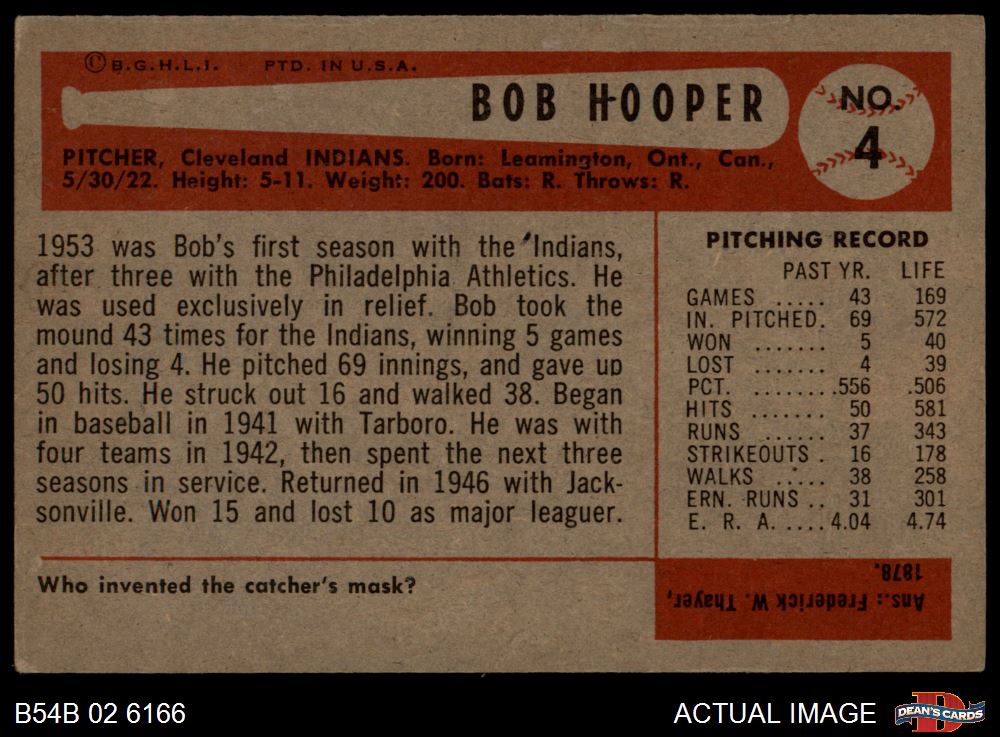 ©B.G.H.L.I. PTD. IN U.S.A.
BOB HOOPER
NO.
4
PITCHER, Cleveland INDIANS. Born: Leamington, Ont., Can.,
5/30/22. Height: 5-11. Weight: 200. Bats: R. Throws: R.
1953 was Bob's first season with the Indians,
after three with the Philadelphia Athletics. He
was used exclusively in relief. Bob took the
mound 43 times for the Indians, winning 5 games
and losing 4. He pitched 69 innings, and gave up
50 hits. He struck out 16 and walked 38. Began
in baseball in 1941 with Tarboro. He was with
four teams in 1942, then spent the next three
seasons in service. Returned in 1946 with Jack-
sonville. Won 15 and lost 10 as major leaguer.
PITCHING RECORD
PAST YR. LIFE
GAMES ..... 43 169
IN. PITCHED. 69 572
WON ....... 5 40
LOST ....... 4 39
PCT. ....... .556 .506
HITS ....... 50 581
RUNS ...... 37 343
STRIKEOUTS . 16 178
WALKS ..... 38 258
ERN. RUNS .. 31 301
E. R. A. .... 4.04 4.74
Who invented the catcher's mask?
Ans.: Frederick W. Thayer,
1878.
B54B 02 6166
ACTUAL IMAGE
DEAN'S CARDS